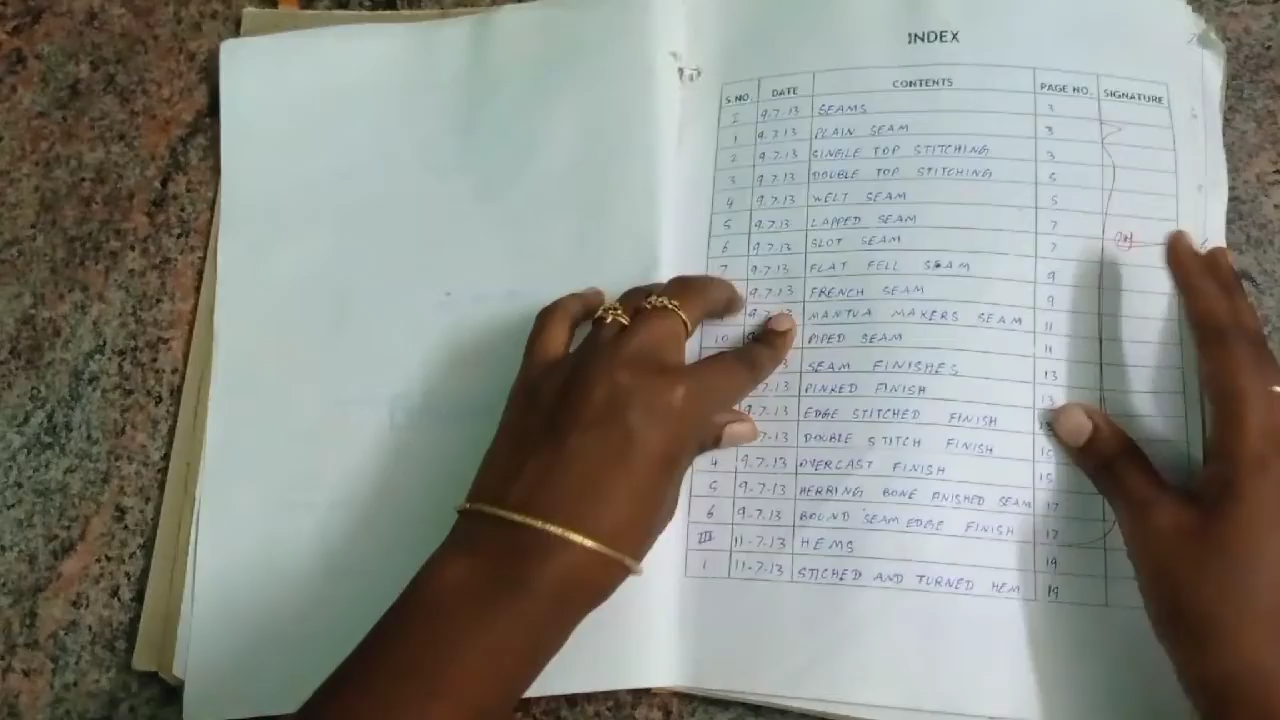 INDEX
S.NO. DATE CONTENTS PAGE NO. SIGNATURE
I 9.7.13 SEAMS 3
1 9.7.13 PLAIN SEAM 3
2 9.7.13 SINGLE TOP STITCHING 3
3 9.7.13 DOUBLE TOP STITCHING 5
4 9.7.13 WELT SEAM 5
5 9.7.13 LAPPED SEAM 7
6 9.7.13 SLOT SEAM 7
7 9.7.13 FLAT FELL SEAM 9
9.7.13 FRENCH SEAM 9
9.7.13 MANTUA MAKERS SEAM 11
10 PIPED SEAM 11
SEAM FINISHES 13
7.13 PINKED FINISH 13
9.7.13 EDGE STITCHED FINISH
7-13 DOUBLE STITCH FINISH
4 9.7.13 OVERCAST FINISH 15
5 9.7.13 HERRING BONE FINISHED SEAM 17
6 9.7.13 BOUND SEAM EDGE FINISH 17
III 11-7.13 HEMS 19
1 11-7.13 STICHED AND TURNED HEM 19